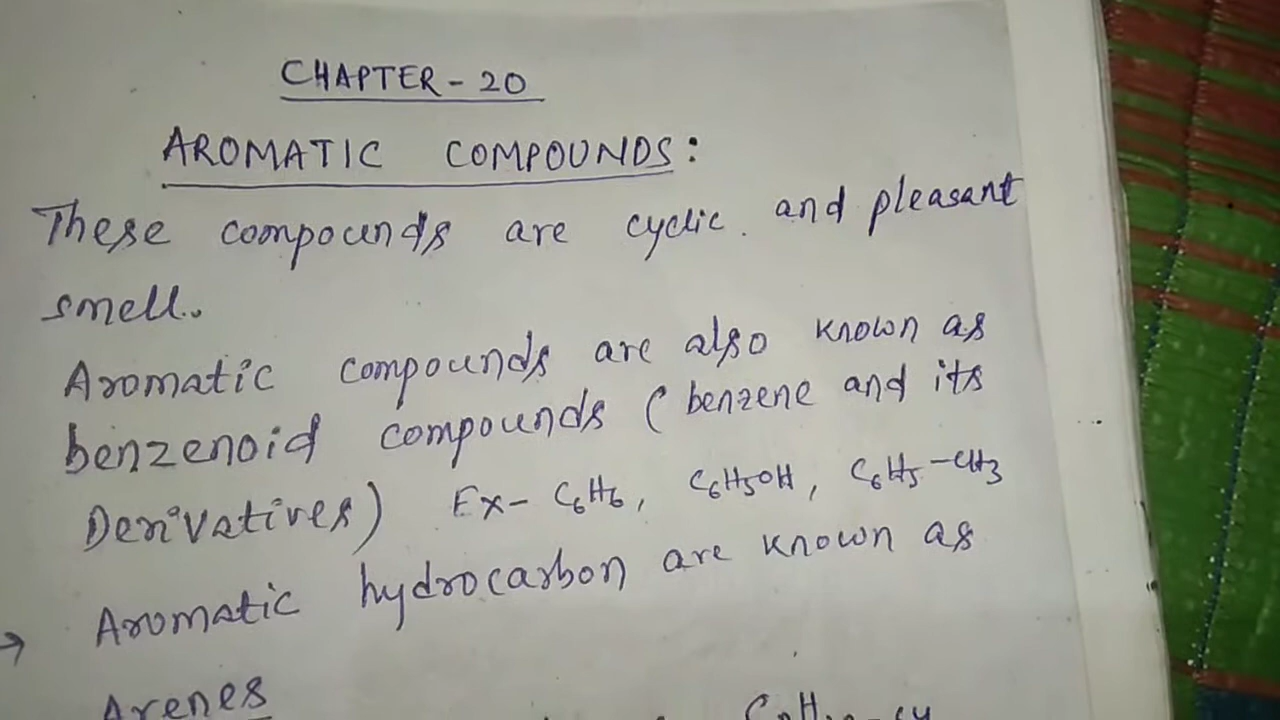 CHAPTER - 20
AROMATIC COMPOUNDS:
These compounds are cyclic. and pleasant
smell.
Aromatic compounds are also known as
benzenoid compounds ( benzene and its
Derivatives) Ex- C6H6, C6H5OH, C6H5-CH3
→ Aromatic hydrocarbon are known as
Arenes